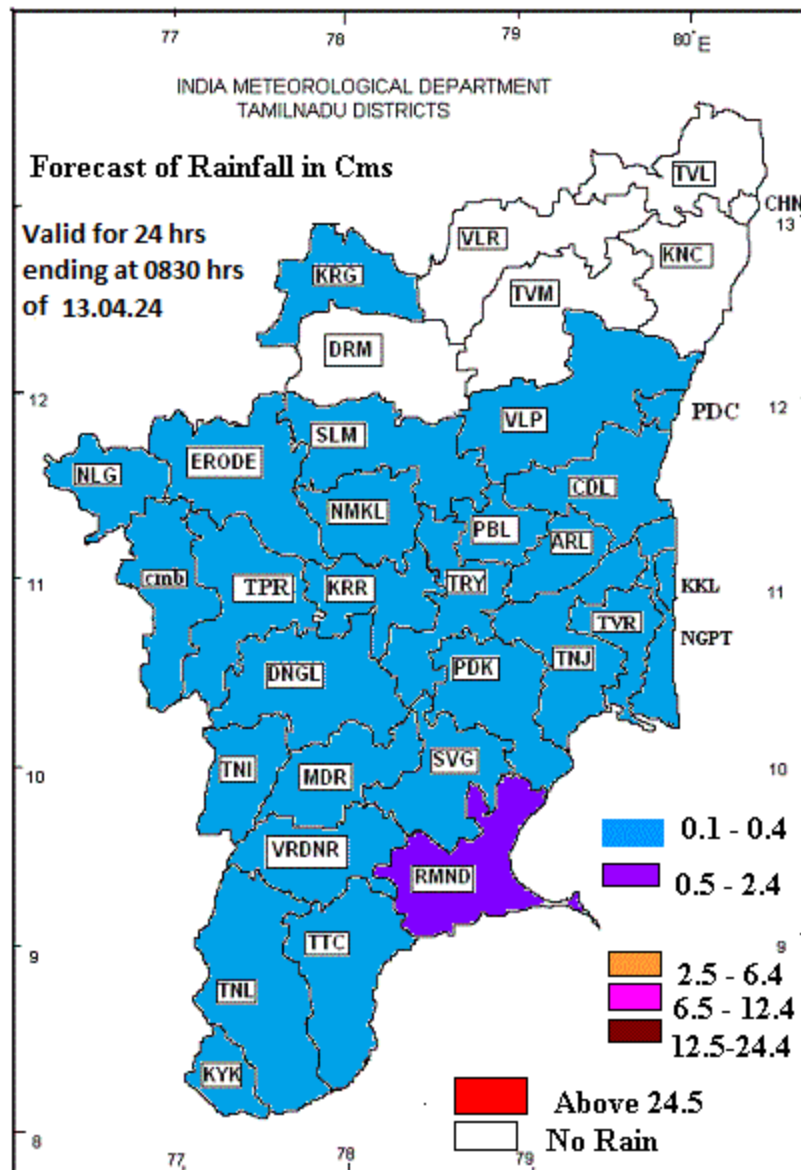 77 78 79 80°E
INDIA METEOROLOGICAL DEPARTMENT
TAMILNADU DISTRICTS
Forecast of Rainfall in Cms
TVL
CHN
13
Valid for 24 hrs
ending at 0830 hrs
of 13.04.24
VLR
KNC
KRG
TVM
DRM
12
12
PDC
VLP
SLM
ERODE
NLG
CDL
NMKL
PBL
ARL
11
cmb
TPR
KRR
TRY
KKL
11
TVR
NGPT
DNGL
PDK
TNJ
10
TNI
MDR
SVG
10
VRDNR
0.1 - 0.4
RMND
0.5 - 2.4
9
TTC
9
2.5 - 6.4
TNL
6.5 - 12.4
12.5-24.4
KYK
Above 24.5
8
No Rain
77 78 79